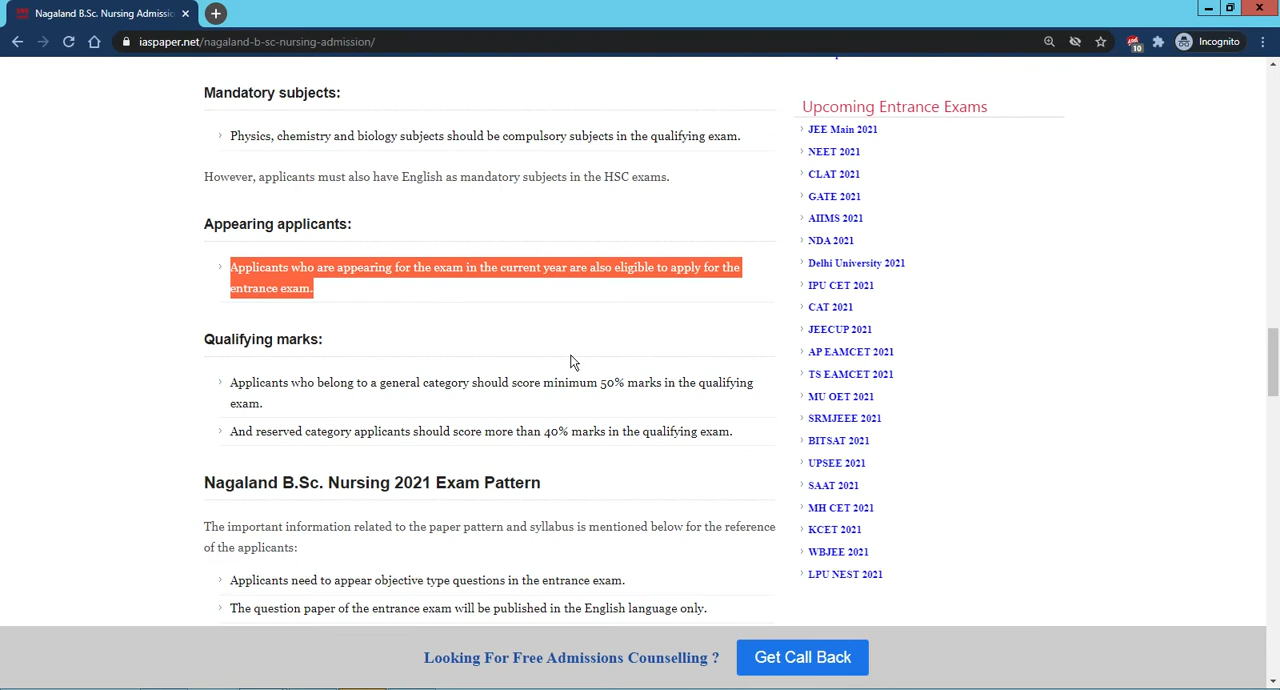 Nagaland B.Sc. Nursing Admissio
iaspaper.net/nagaland-b-sc-nursing-admission/
10
Incognito
Mandatory subjects:
Physics, chemistry and biology subjects should be compulsory subjects in the qualifying exam.
However, applicants must also have English as mandatory subjects in the HSC exams.
Appearing applicants:
Applicants who are appearing for the exam in the current year are also eligible to apply for the
entrance exam.
Qualifying marks:
Applicants who belong to a general category should score minimum 50% marks in the qualifying
exam.
And reserved category applicants should score more than 40% marks in the qualifying exam.
Nagaland B.Sc. Nursing 2021 Exam Pattern
The important information related to the paper pattern and syllabus is mentioned below for the reference
of the applicants:
Applicants need to appear objective type questions in the entrance exam.
The question paper of the entrance exam will be published in the English language only.
Upcoming Entrance Exams
JEE Main 2021
NEET 2021
CLAT 2021
GATE 2021
AIIMS 2021
NDA 2021
Delhi University 2021
IPU CET 2021
CAT 2021
JEECUP 2021
AP EAMCET 2021
TS EAMCET 2021
MU OET 2021
SRMJEEE 2021
BITSAT 2021
UPSEE 2021
SAAT 2021
MH CET 2021
KCET 2021
WBJEE 2021
LPU NEST 2021
Looking For Free Admissions Counselling ?
Get Call Back